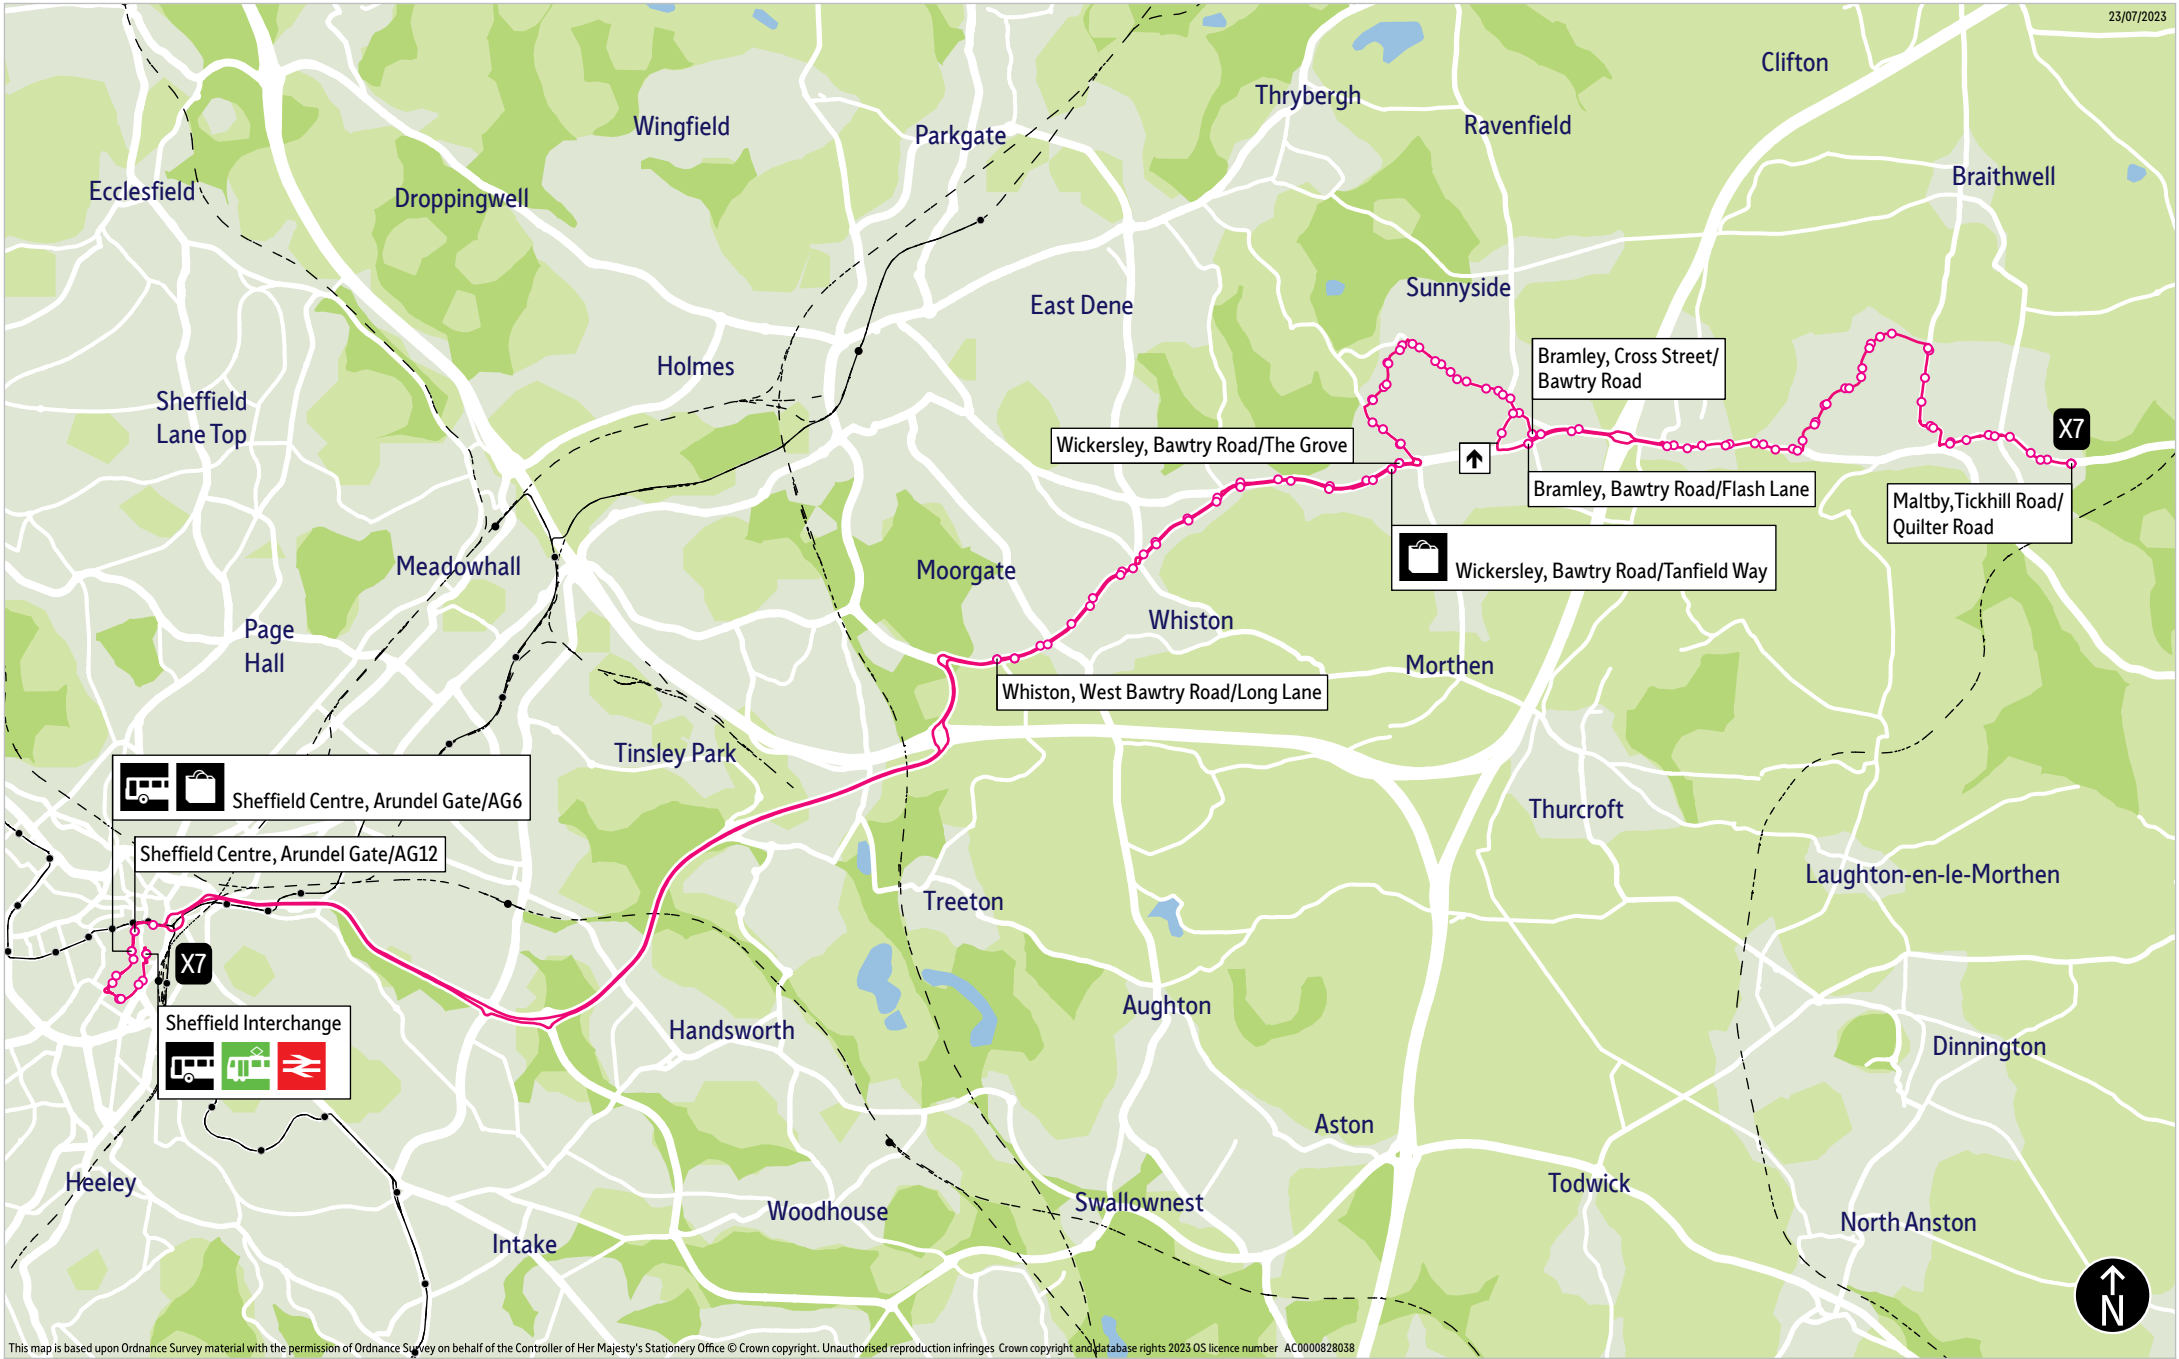 23/07/2023
Clifton
Thrybergh
Wingfield
Parkgate
Ravenfield
Braithwell
Ecclesfield
Droppingwell
Sunnyside
East Dene
Holmes
Bramley, Cross Street/
Bawtry Road
Sheffield
Lane Top
X7
Wickersley, Bawtry Road/The Grove
Bramley, Bawtry Road/Flash Lane
Maltby,Tickhill Road/
Quilter Road
Meadowhall
Moorgate
Wickersley, Bawtry Road/Tanfield Way
Whiston
Page
Hall
Morthen
Whiston, West Bawtry Road/Long Lane
Tinsley Park
Sheffield Centre, Arundel Gate/AG6
Thurcroft
Sheffield Centre, Arundel Gate/AG12
Laughton-en-le-Morthen
Treeton
X7
Aughton
Sheffield Interchange
Handsworth
Dinnington
Aston
Heeley
Todwick
Swallownest
Woodhouse
North Anston
Intake
N
This map is based upon Ordnance Survey material with the permission of Ordnance Survey on behalf of the Controller of Her Majesty's Stationery Office © Crown copyright. Unauthorised reproduction infringes Crown copyright and database rights 2023 OS licence number AC0000828038